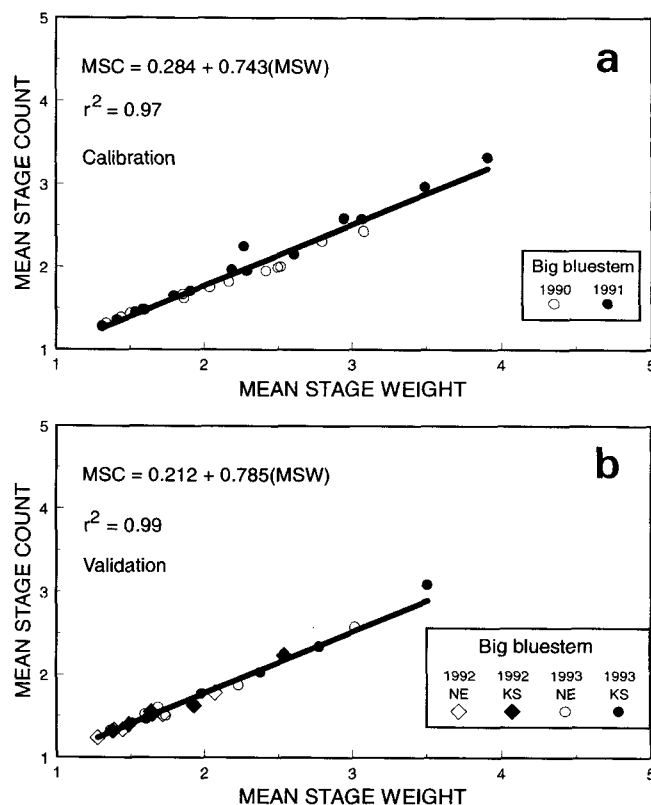 a
MSC = 0.284 + 0.743(MSW)
r² = 0.97
Calibration
MEAN STAGE COUNT
5
4
3
2
1
Big bluestem
1990 1991
1 2 3 4 5
MEAN STAGE WEIGHT
b
MSC = 0.212 + 0.785(MSW)
r² = 0.99
Validation
MEAN STAGE COUNT
5
4
3
2
1
Big bluestem
1992 1992 1993 1993
NE KS NE KS
1 2 3 4 5
MEAN STAGE WEIGHT